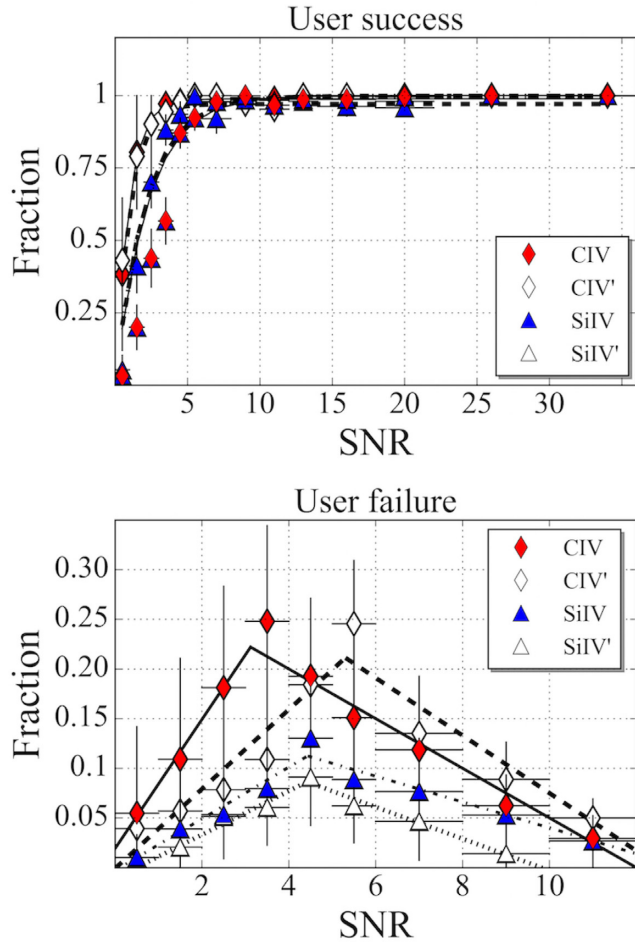 User success
Fraction
1
0.75
0.5
0.25
CIV
CIV'
SiIV
SiIV'
5 10 15 20 25 30
SNR
User failure
Fraction
0.30
0.25
0.20
0.15
0.1
0.05
CIV
CIV'
SiIV
SiIV'
2 4 6 8 10
SNR